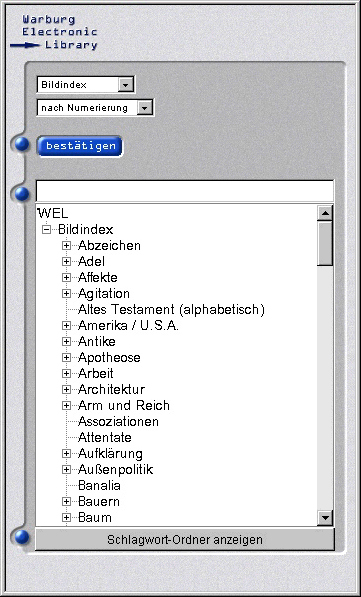 Warburg
Electronic
Library
Bildindex
nach Numerierung
bestätigen
WEL
Bildindex
Abzeichen
Adel
Affekte
Agitation
Altes Testament (alphabetisch)
Amerika / U.S.A.
Antike
Apotheose
Arbeit
Architektur
Arm und Reich
Assoziationen
Attentate
Aufklärung
Außenpolitik
Banalia
Bauern
Baum
Schlagwort-Ordner anzeigen